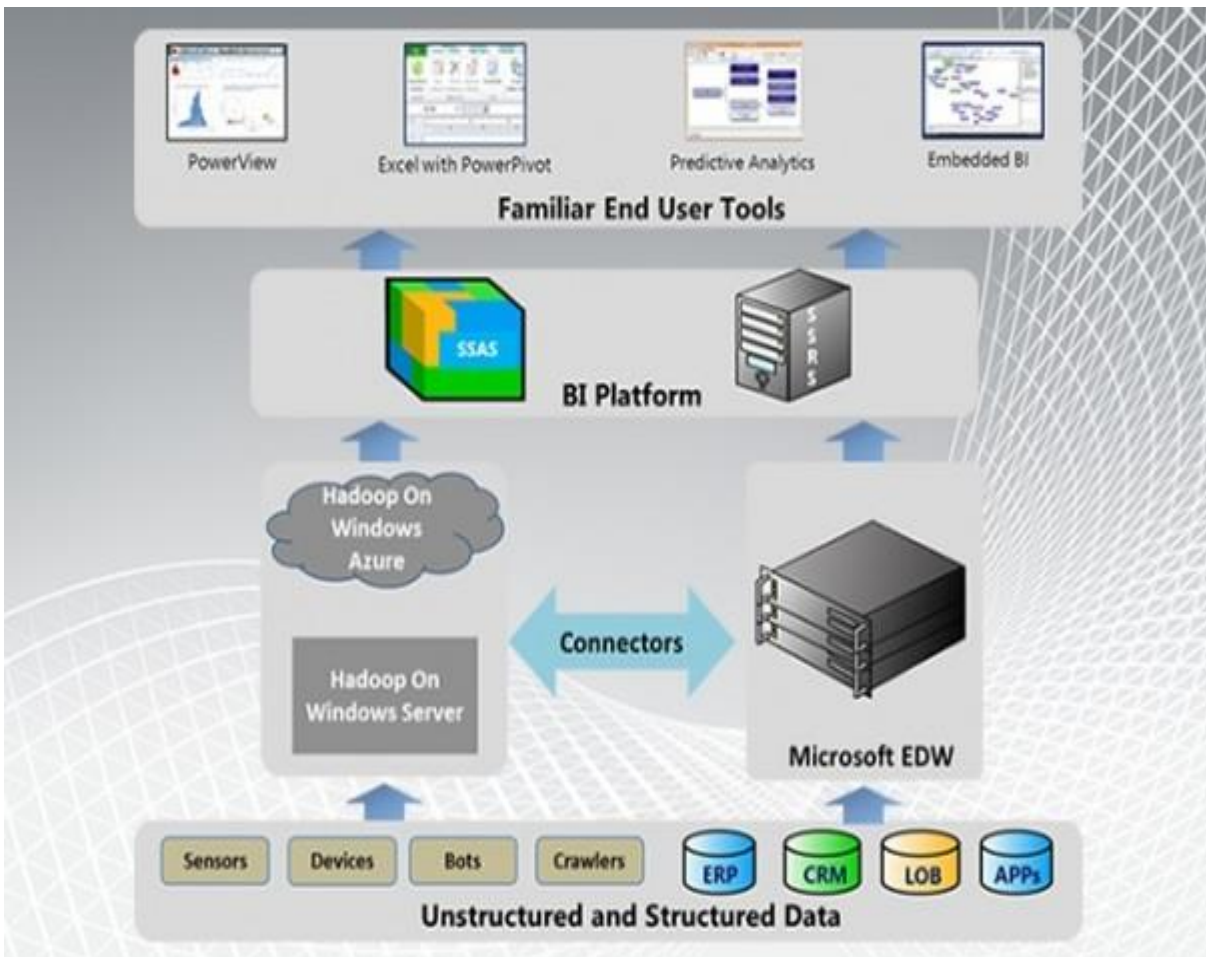 PowerView
Excel with PowerPivot
Predictive Analytics
Embedded BI
Familiar End User Tools
SSAS
SSRS
BI Platform
Hadoop On
Windows
Azure
Hadoop On
Windows Server
Connectors
Microsoft EDW
Sensors
Devices
Bots
Crawlers
ERP
CRM
LOB
APPs
Unstructured and Structured Data